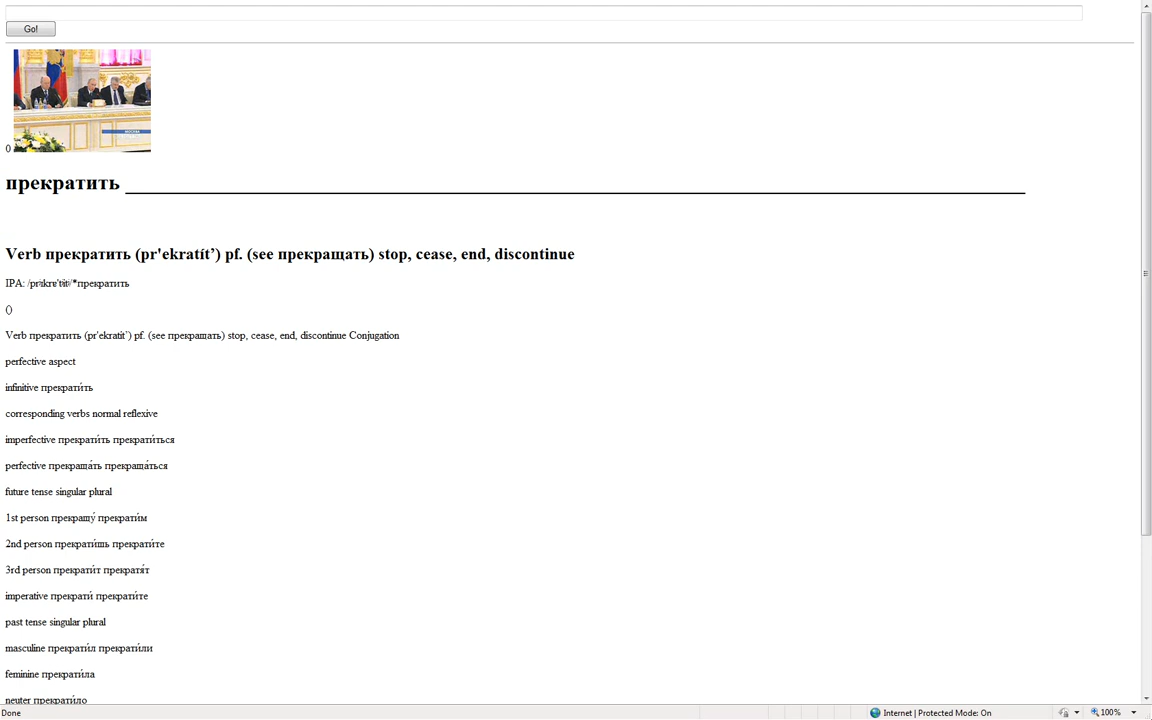 Go!
МОСКВА
0
прекратить
Verb прекратить (pr'ekratít’) pf. (see прекращать) stop, cease, end, discontinue
IPA: *прекратить
()
Verb прекратить (pr'ekratít’) pf. (see прекращать) stop, cease, end, discontinue Conjugation
perfective aspect
infinitive прекрати́ть
corresponding verbs normal reflexive
imperfective прекрати́ть прекрати́ться
perfective прекраща́ть прекраща́ться
future tense singular plural
1st person прекращу́ прекрати́м
2nd person прекрати́шь прекрати́те
3rd person прекрати́т прекратя́т
imperative прекрати́ прекрати́те
past tense singular plural
masculine прекрати́л прекрати́ли
feminine прекрати́ла
neuter прекрати́ло
Done
Internet | Protected Mode: On
100%